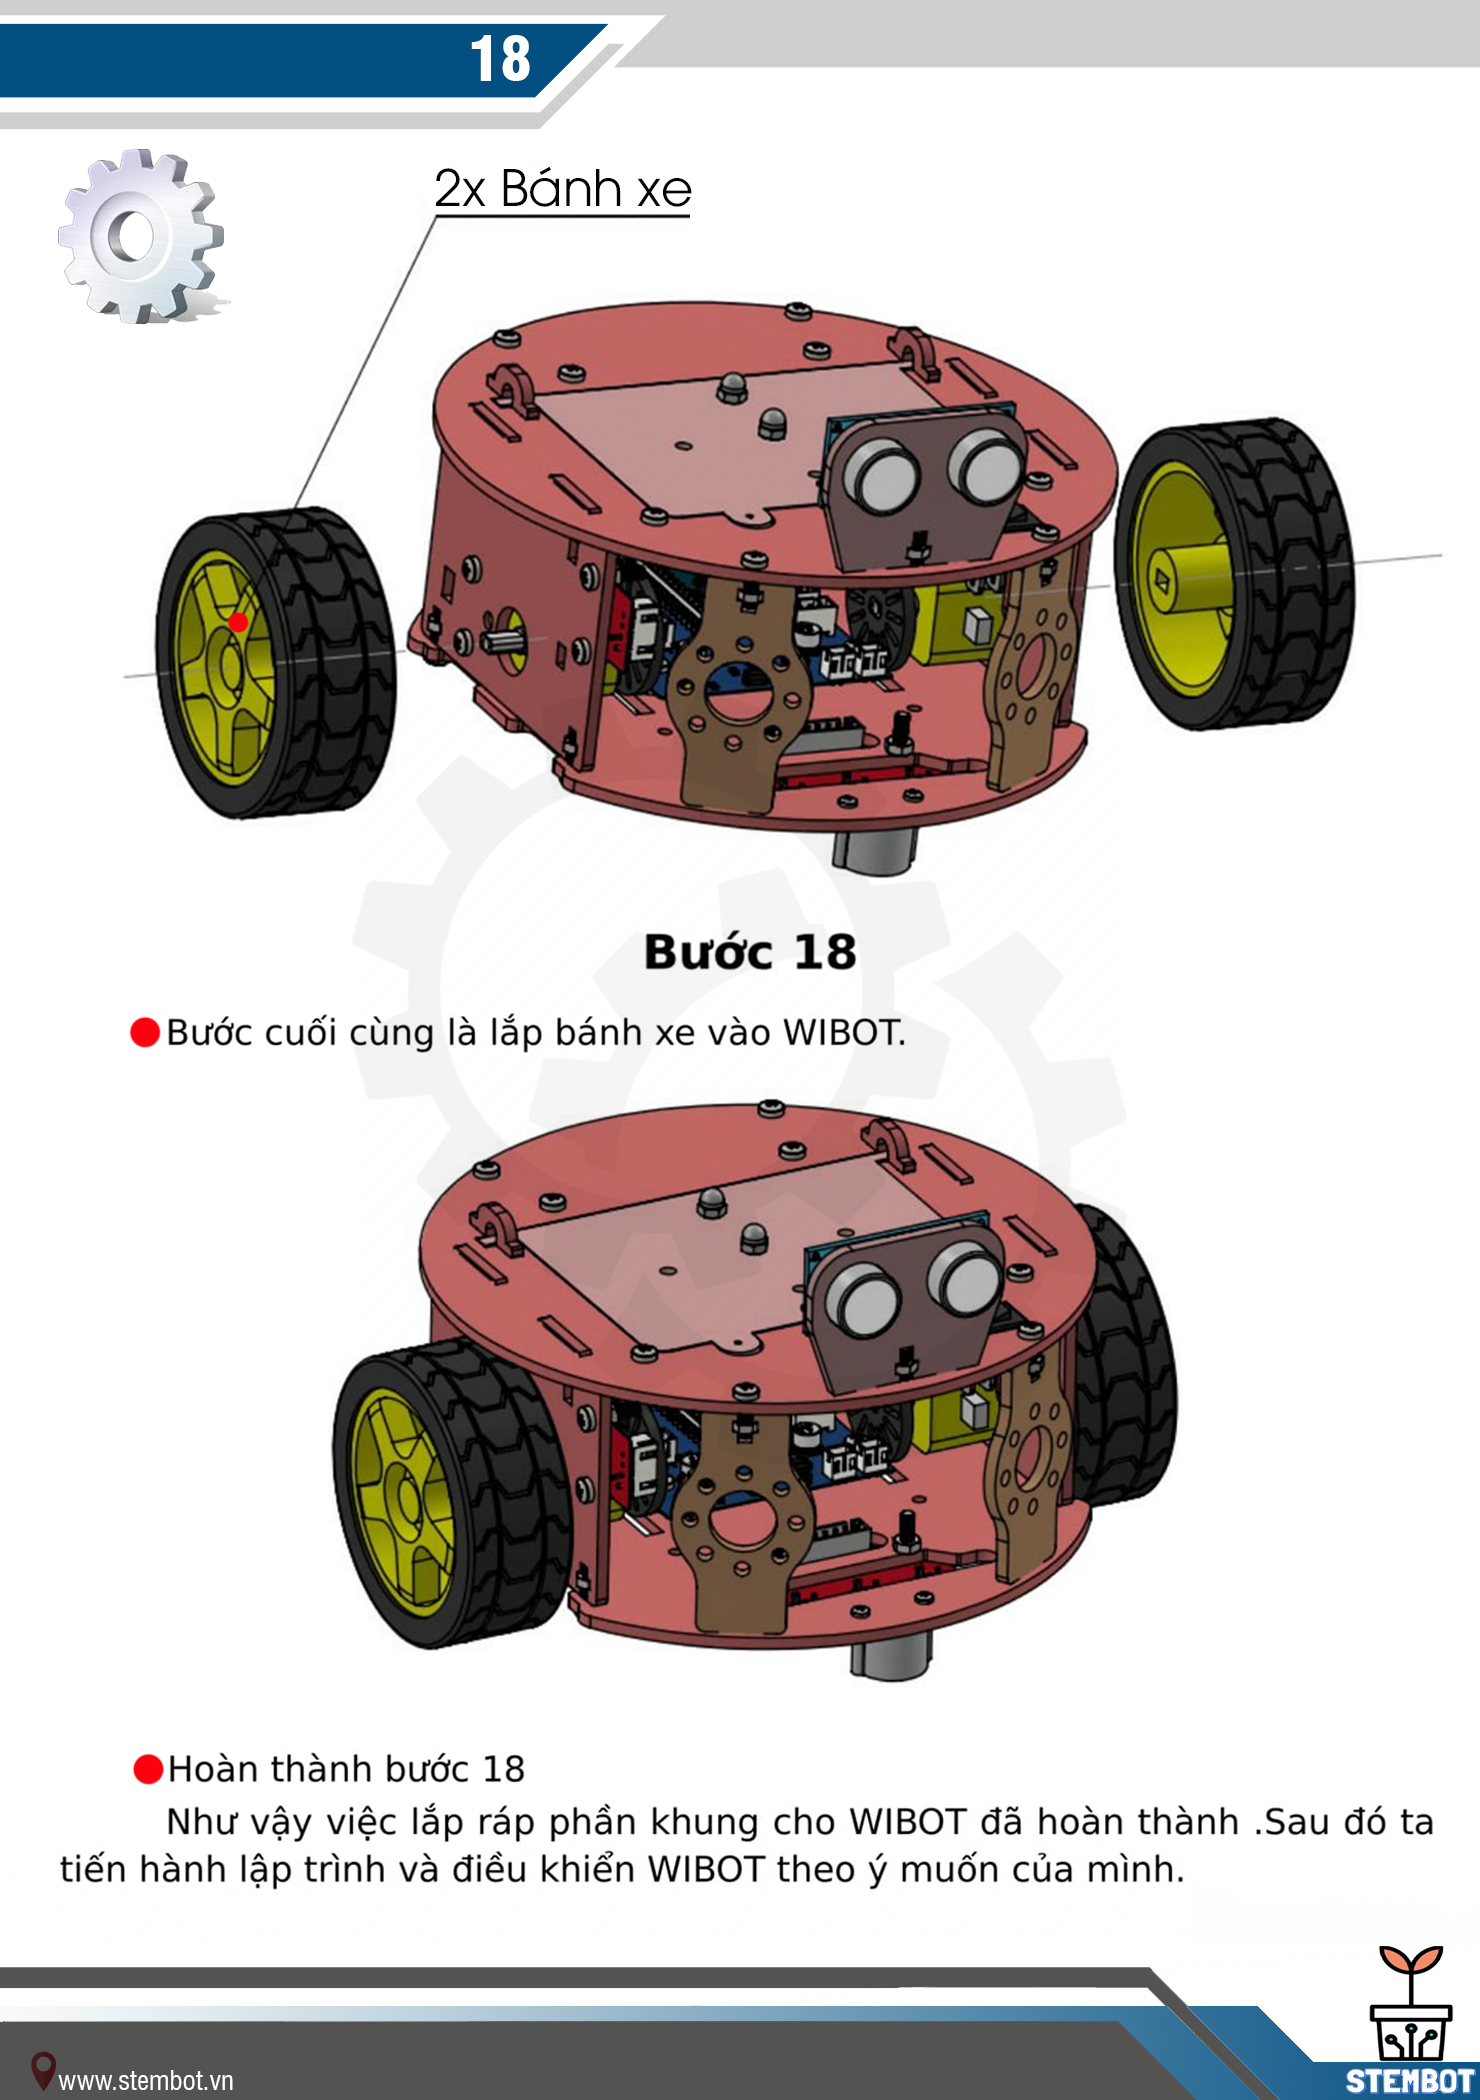 18
2x Bánh xe
Bước 18
Bước cuối cùng là lắp bánh xe vào WIBOT.
Hoàn thành bước 18
Như vậy việc lắp ráp phần khung cho WIBOT đã hoàn thành .Sau đó ta
tiến hành lập trình và điều khiển WIBOT theo ý muốn của mình.
www.stembot.vn
STEMBOT